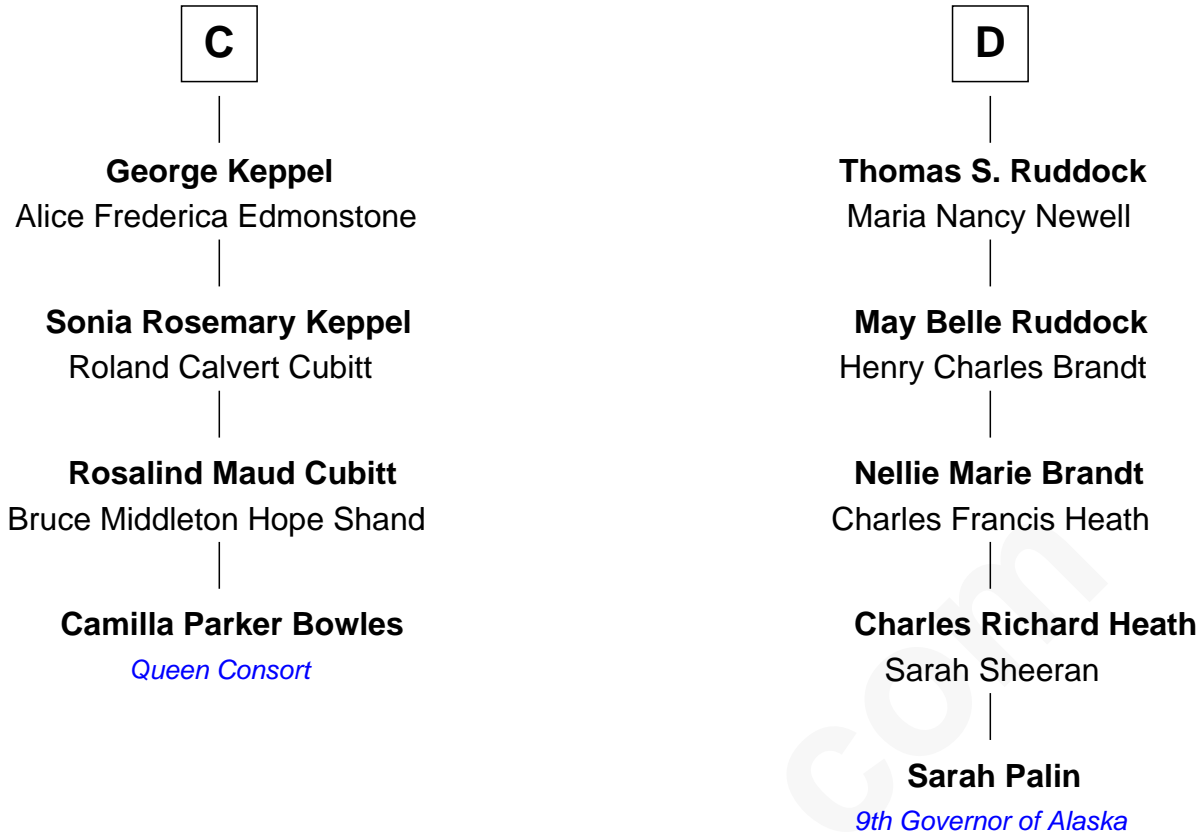 C
George Keppel
Alice Frederica Edmonstone
Sonia Rosemary Keppel
Roland Calvert Cubitt
Rosalind Maud Cubitt
Bruce Middleton Hope Shand
Camilla Parker Bowles
Queen Consort
D
Thomas S. Ruddock
Maria Nancy Newell
May Belle Ruddock
Henry Charles Brandt
Nellie Marie Brandt
Charles Francis Heath
Charles Richard Heath
Sarah Sheeran
Sarah Palin
9th Governor of Alaska
com